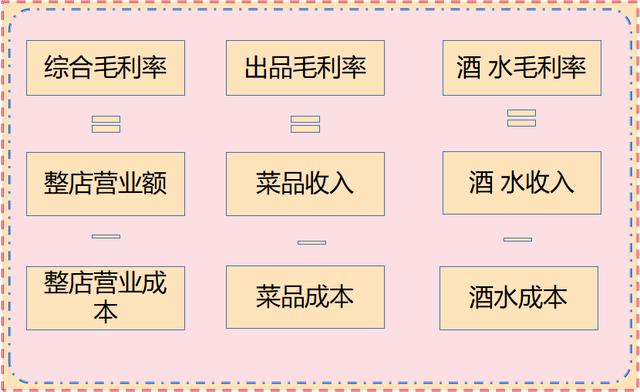 综合毛利率
出品毛利率
酒 水毛利率
整店营业额
菜品收入
酒 水收入
整店营业成
本
菜品成本
酒水成本